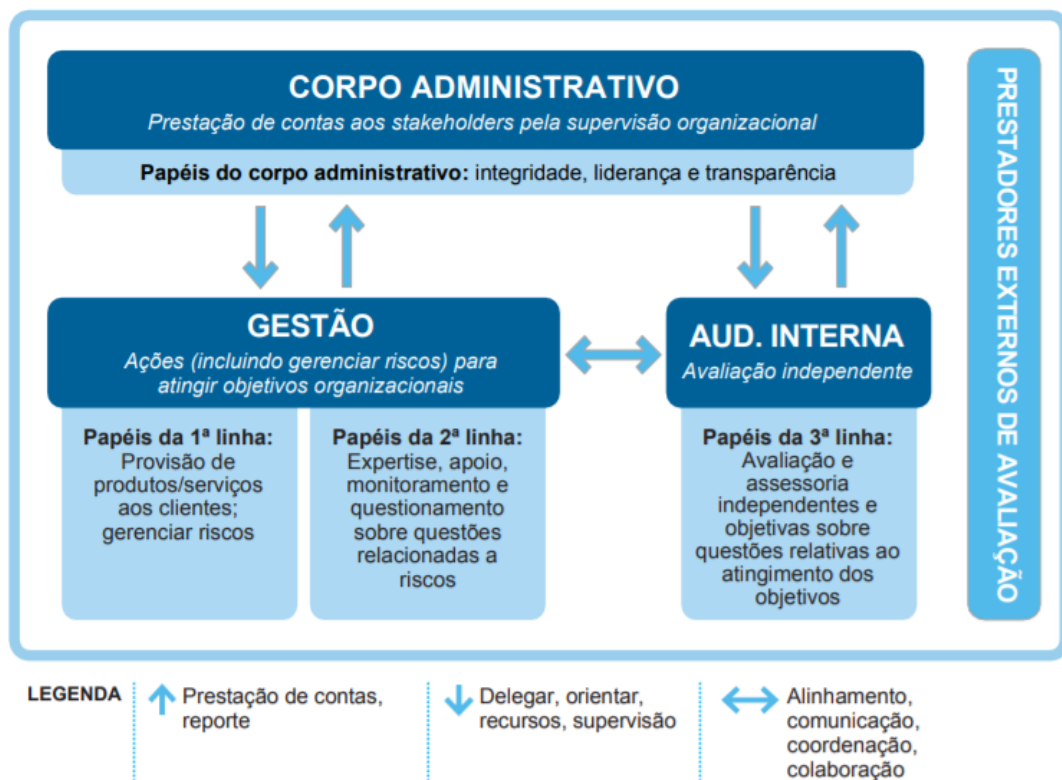 CORPO ADMINISTRATIVO
Prestação de contas aos stakeholders pela supervisão organizacional
Papéis do corpo administrativo: integridade, liderança e transparência
GESTÃO
Ações (incluindo gerenciar riscos) para
atingir objetivos organizacionais
Papéis da 1ª linha:
Provisão de
produtos/serviços
aos clientes;
gerenciar riscos
Papéis da 2ª linha:
Expertise, apoio,
monitoramento e
questionamento
sobre questões
relacionadas a
riscos
AUD. INTERNA
Avaliação independente
Papéis da 3ª linha:
Avaliação e
assessoria
independentes e
objetivas sobre
questões relativas ao
atingimento dos
objetivos
PRESTADORES EXTERNOS DE AVALIAÇÃO
LEGENDA
Prestação de contas,
reporte
Delegar, orientar,
recursos, supervisão
Alinhamento,
comunicação,
coordenação,
colaboração